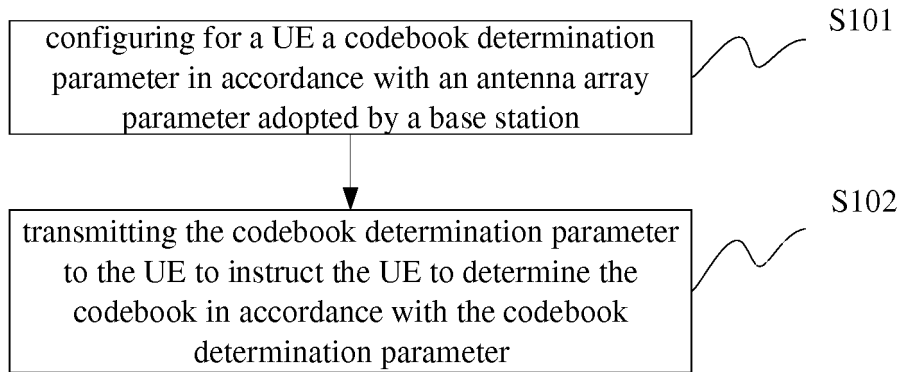 S101
configuring for a UE a codebook determination
parameter in accordance with an antenna array
parameter adopted by a base station
S102
transmitting the codebook determination parameter
to the UE to instruct the UE to determine the
codebook in accordance with the codebook
determination parameter